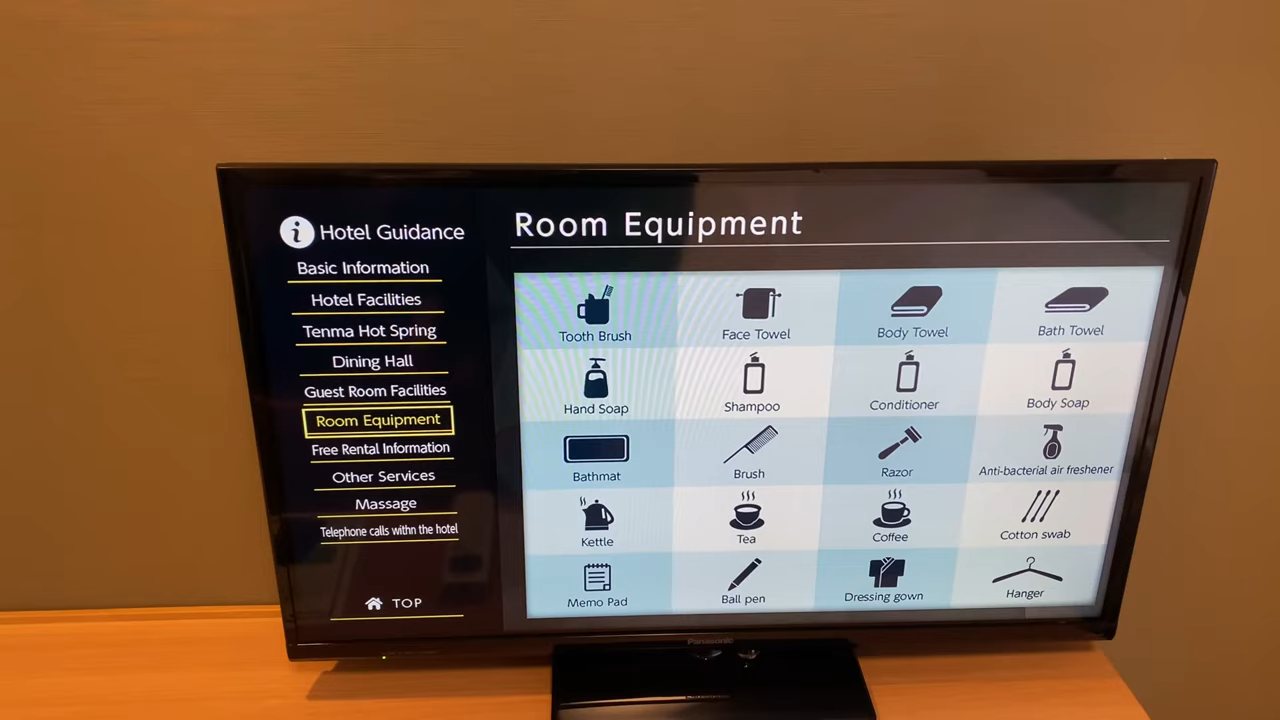 Hotel Guidance
Basic Information
Hotel Facilities
Tenma Hot Spring
Dining Hall
Guest Room Facilities
Room Equipment
Free Rental Information
Other Services
Massage
Telephone calls withn the hotel
TOP
Room Equipment
Tooth Brush
Face Towel
Body Towel
Bath Towel
Hand Soap
Shampoo
Conditioner
Body Soap
Bathmat
Brush
Razor
Anti-bacterial air freshener
Kettle
Tea
Coffee
Cotton swab
Memo Pad
Ball pen
Dressing gown
Hanger
Panasonic